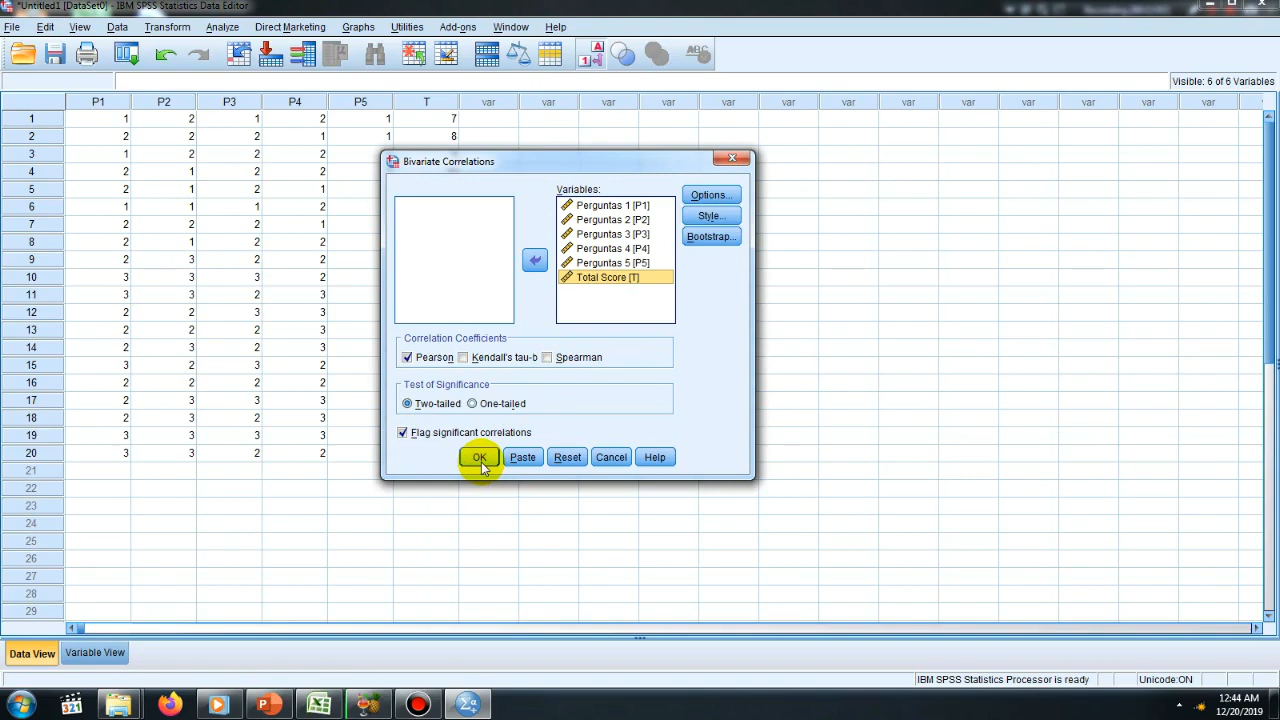 *Untitled1 [DataSet0] - IBM SPSS Statistics Data Editor
File Edit View Data Transform Analyze Direct Marketing Graphs Utilities Add-ons Window Help
Visible: 6 of 6 Variables
P1 P2 P3 P4 P5 T var var var var var var var var var var var var var
1 1 2 1 2 1 7
2 2 2 2 1 1 8
3 1 2 2 2
4 2 1 2 2
5 2 1 2 1
6 1 1 1 2
7 2 2 2 1
8 2 1 2 2
9 2 3 2 2
10 3 3 2 3
11 3 3 2 3
12 3 2 2 3
13 2 2 2 3
14 2 3 2 3
15 3 2 3 2
16 2 2 2 2
17 2 3 3 3
18 2 3 2 3
19 3 3 3 3
20 3 3 2 2
21
22
23
24
25
26
27
28
29
Bivariate Correlations
Variables:
Perguntas 1 [P1]
Perguntas 2 [P2]
Perguntas 3 [P3]
Perguntas 4 [P4]
Perguntas 5 [P5]
Total Score [T]
Options...
Style...
Bootstrap...
Correlation Coefficients
Pearson Kendall's tau-b Spearman
Test of Significance
Two-tailed One-tailed
Flag significant correlations
OK Paste Reset Cancel Help
Data View Variable View
IBM SPSS Statistics Processor is ready Unicode:ON
321
12:44 AM
12/20/2019